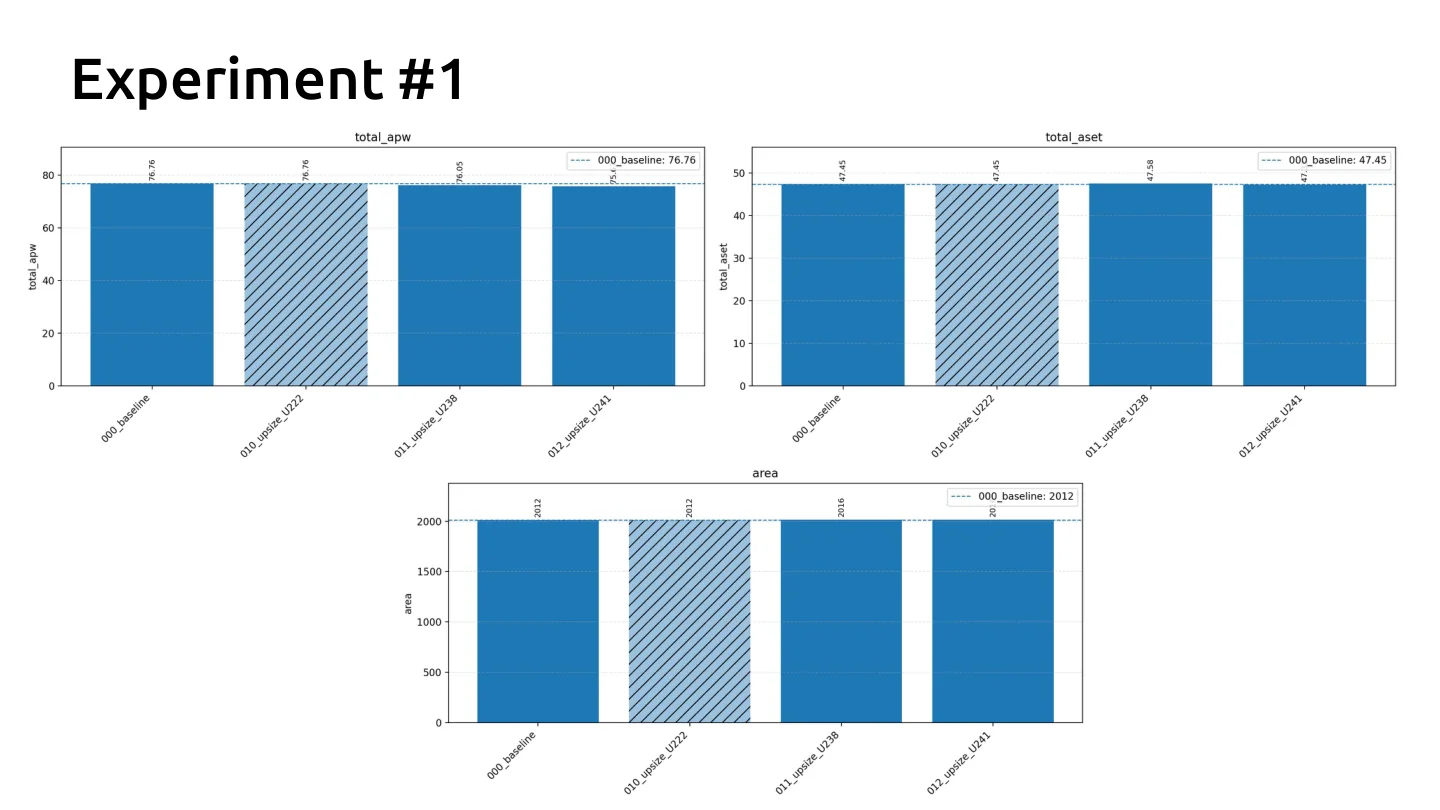 Experiment #1
total_apw
000_baseline: 76.76
76.76
76.76
76.05
80
60
40
20
0
total_apw
000_baseline
010_upsize_U222
011_upsize_U238
012_upsize_U241
total_aset
000_baseline: 47.45
47.45
47.45
47.58
50
40
30
20
10
0
total_aset
000_baseline
010_upsize_U222
011_upsize_U238
012_upsize_U241
area
000_baseline: 2012
2012
2012
2016
2000
1500
1000
500
0
area
000_baseline
010_upsize_U222
011_upsize_U238
012_upsize_U241